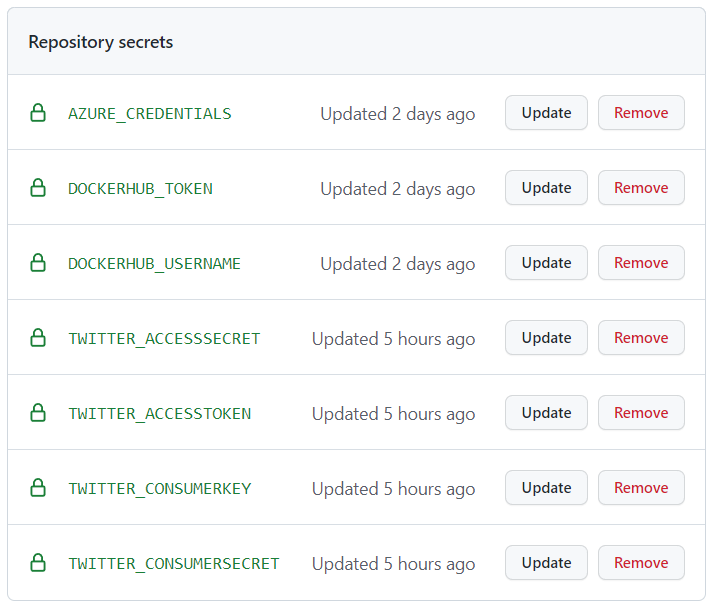 Repository secrets
AZURE_CREDENTIALS Updated 2 days ago Update Remove
DOCKERHUB_TOKEN Updated 2 days ago Update Remove
DOCKERHUB_USERNAME Updated 2 days ago Update Remove
TWITTER_ACCESSSECRET Updated 5 hours ago Update Remove
TWITTER_ACCESSTOKEN Updated 5 hours ago Update Remove
TWITTER_CONSUMERKEY Updated 5 hours ago Update Remove
TWITTER_CONSUMERSECRET Updated 5 hours ago Update Remove